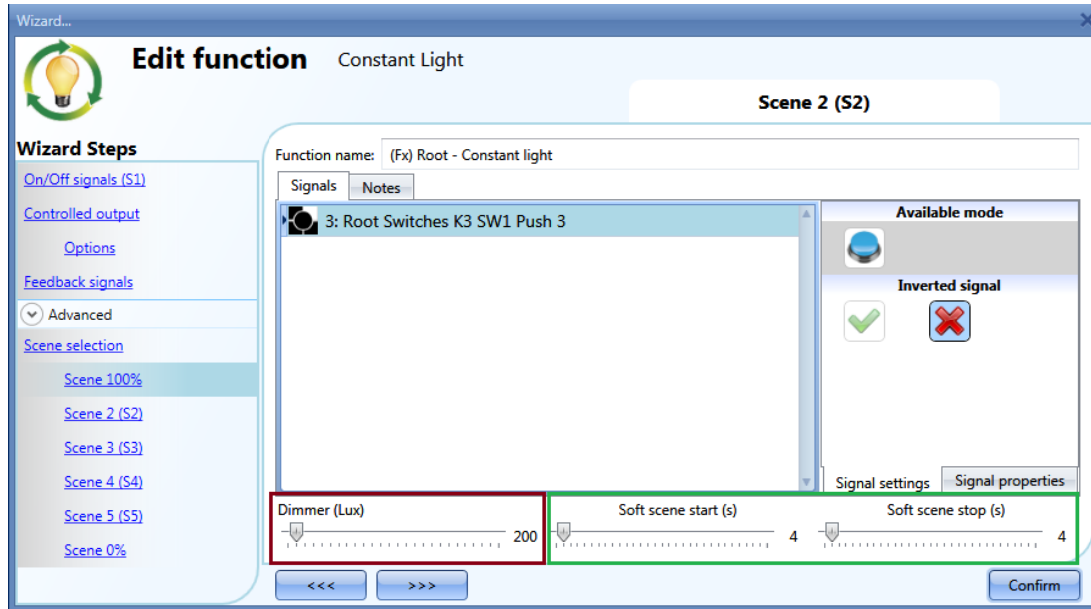 Wizard...
Edit function Constant Light
Scene 2 (S2)
Wizard Steps
On/Off signals (S1)
Controlled output
Options
Feedback signals
Advanced
Scene selection
Scene 100%
Scene 2 (S2)
Scene 3 (S3)
Scene 4 (S4)
Scene 5 (S5)
Scene 0%
Function name: (Fx) Root - Constant light
Signals Notes
3: Root Switches K3 SW1 Push 3
Available mode
Inverted signal
Signal settings Signal properties
Dimmer (Lux) Soft scene start (s) Soft scene stop (s)
200 4 4
<<< >>> Confirm